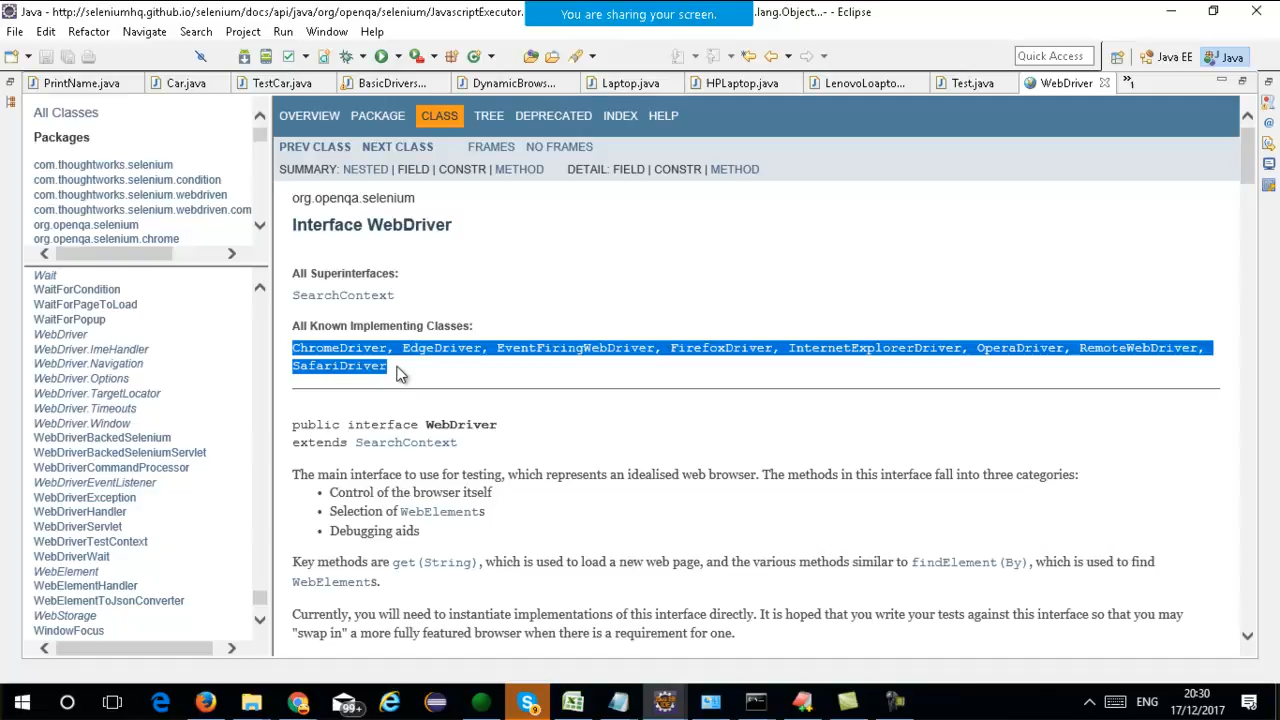 Java - http://seleniumhq.github.io/selenium/docs/api/java/org/openqa/selenium/JavascriptExecutor. .lang.Object...- - Eclipse
You are sharing your screen.
File Edit Refactor Navigate Search Project Run Window Help
Quick Access
Java EE
Java
PrintName.java Car.java TestCar.java BasicDrivers... DynamicBrows... Laptop.java HPLaptop.java LenovoLaopto... Test.java WebDriver
All Classes
Packages
com.thoughtworks.selenium
com.thoughtworks.selenium.condition
com.thoughtworks.selenium.webdriven
com.thoughtworks.selenium.webdriven.com
org.openqa.selenium
org.openqa.selenium.chrome
Wait
WaitForCondition
WaitForPageToLoad
WaitForPopup
WebDriver
WebDriver.ImeHandler
WebDriver.Navigation
WebDriver.Options
WebDriver.TargetLocator
WebDriver.Timeouts
WebDriver.Window
WebDriverBackedSelenium
WebDriverBackedSeleniumServlet
WebDriverCommandProcessor
WebDriverEventListener
WebDriverException
WebDriverHandler
WebDriverServlet
WebDriverTestContext
WebDriverWait
WebElement
WebElementHandler
WebElementToJsonConverter
WebStorage
WindowFocus
OVERVIEW PACKAGE CLASS TREE DEPRECATED INDEX HELP
PREV CLASS NEXT CLASS FRAMES NO FRAMES
SUMMARY: NESTED | FIELD | CONSTR | METHOD DETAIL: FIELD | CONSTR | METHOD
org.openqa.selenium
Interface WebDriver
All Superinterfaces:
SearchContext
All Known Implementing Classes:
ChromeDriver, EdgeDriver, EventFiringWebDriver, FirefoxDriver, InternetExplorerDriver, OperaDriver, RemoteWebDriver,
SafariDriver
public interface WebDriver
extends SearchContext
The main interface to use for testing, which represents an idealised web browser. The methods in this interface fall into three categories:
• Control of the browser itself
• Selection of WebElements
• Debugging aids
Key methods are get(String), which is used to load a new web page, and the various methods similar to findElement(By), which is used to find
WebElements.
Currently, you will need to instantiate implementations of this interface directly. It is hoped that you write your tests against this interface so that you may
"swap in" a more fully featured browser when there is a requirement for one.
99+
9
ENG
20:30
17/12/2017